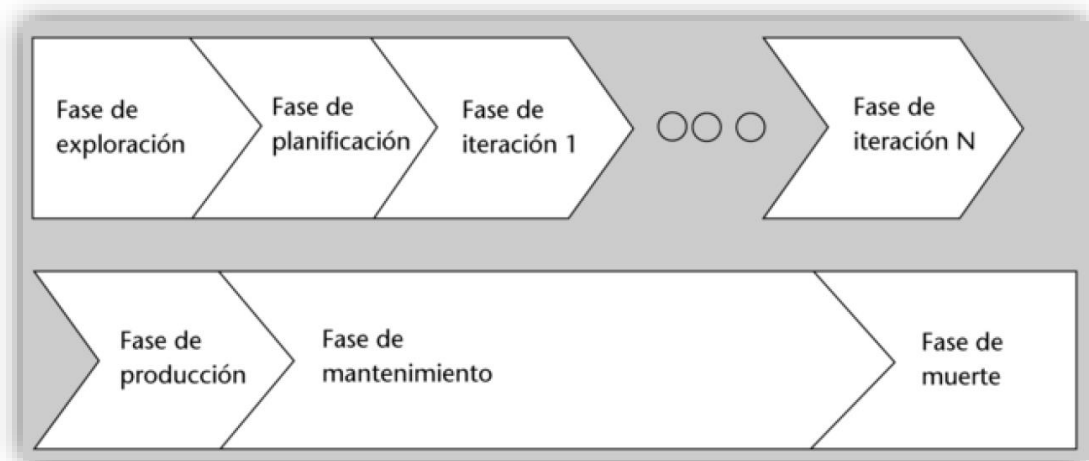 Fase de
exploración
Fase de
planificación
Fase de
iteración 1
Fase de
iteración N
Fase de
producción
Fase de
mantenimiento
Fase de
muerte